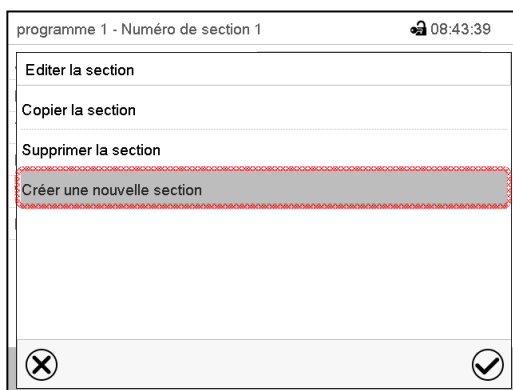 programme 1 - Numéro de section 1 08:43:39
Editer la section
Copier la section
Supprimer la section
Créer une nouvelle section